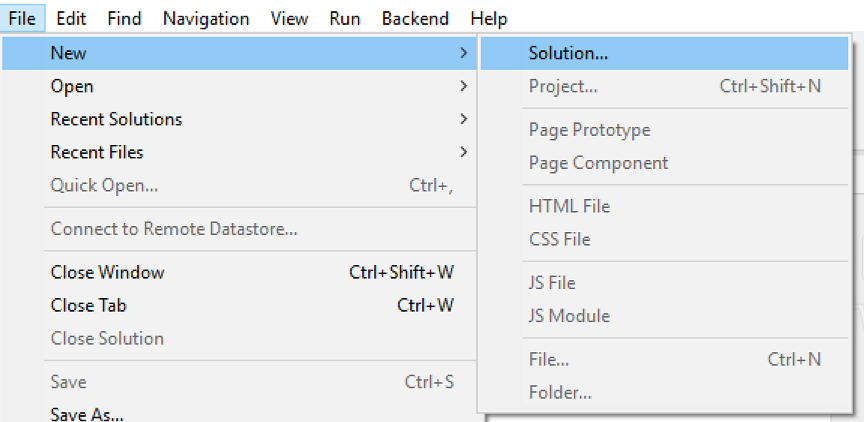 File Edit Find Navigation View Run Backend Help
New
Open
Recent Solutions
Recent Files
Quick Open... Ctrl+,
Connect to Remote Datastore...
Close Window Ctrl+Shift+W
Close Tab Ctrl+W
Close Solution
Save Ctrl+S
Save As...
Solution...
Project... Ctrl+Shift+N
Page Prototype
Page Component
HTML File
CSS File
JS File
JS Module
File... Ctrl+N
Folder...